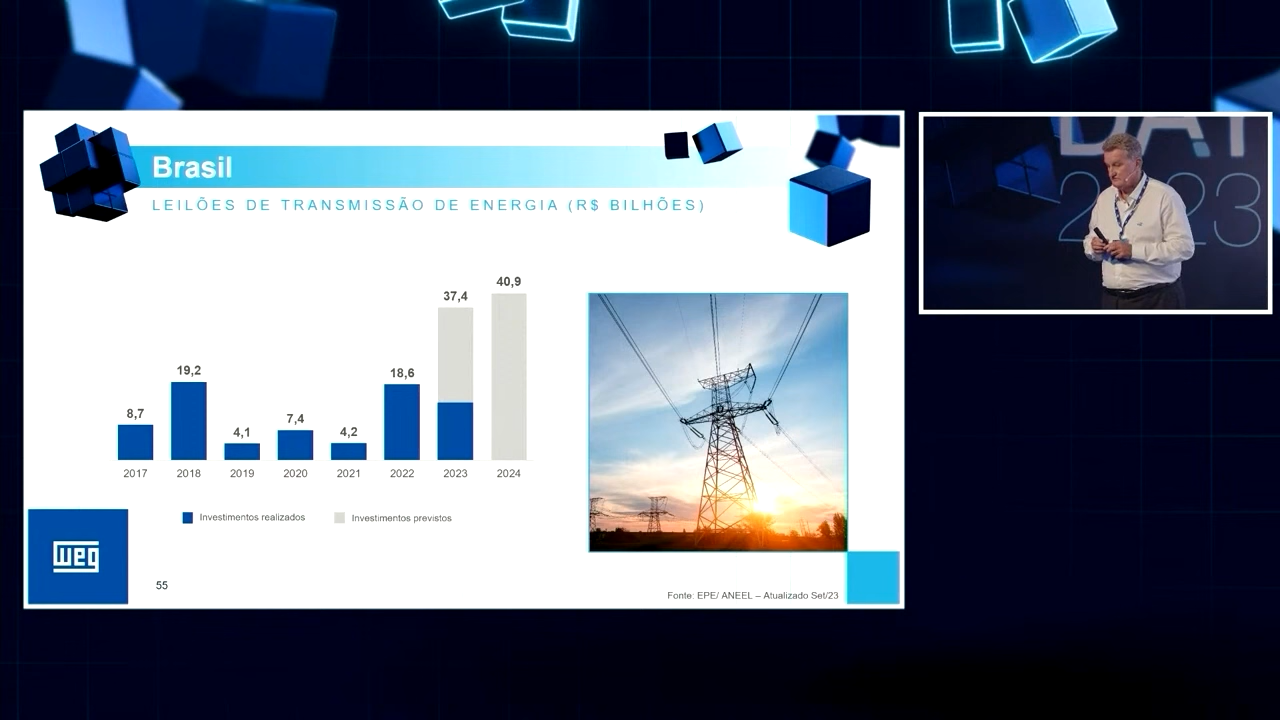 Brasil
LEILÕES DE TRANSMISSÃO DE ENERGIA (R$ BILHÕES)
8,7
19,2
4,1
7,4
4,2
18,6
37,4
40,9
2017
2018
2019
2020
2021
2022
2023
2024
Investimentos realizados
Investimentos previstos
weg
55
Fonte: EPE/ ANEEL – Atualizado Set/23
DAY
2023